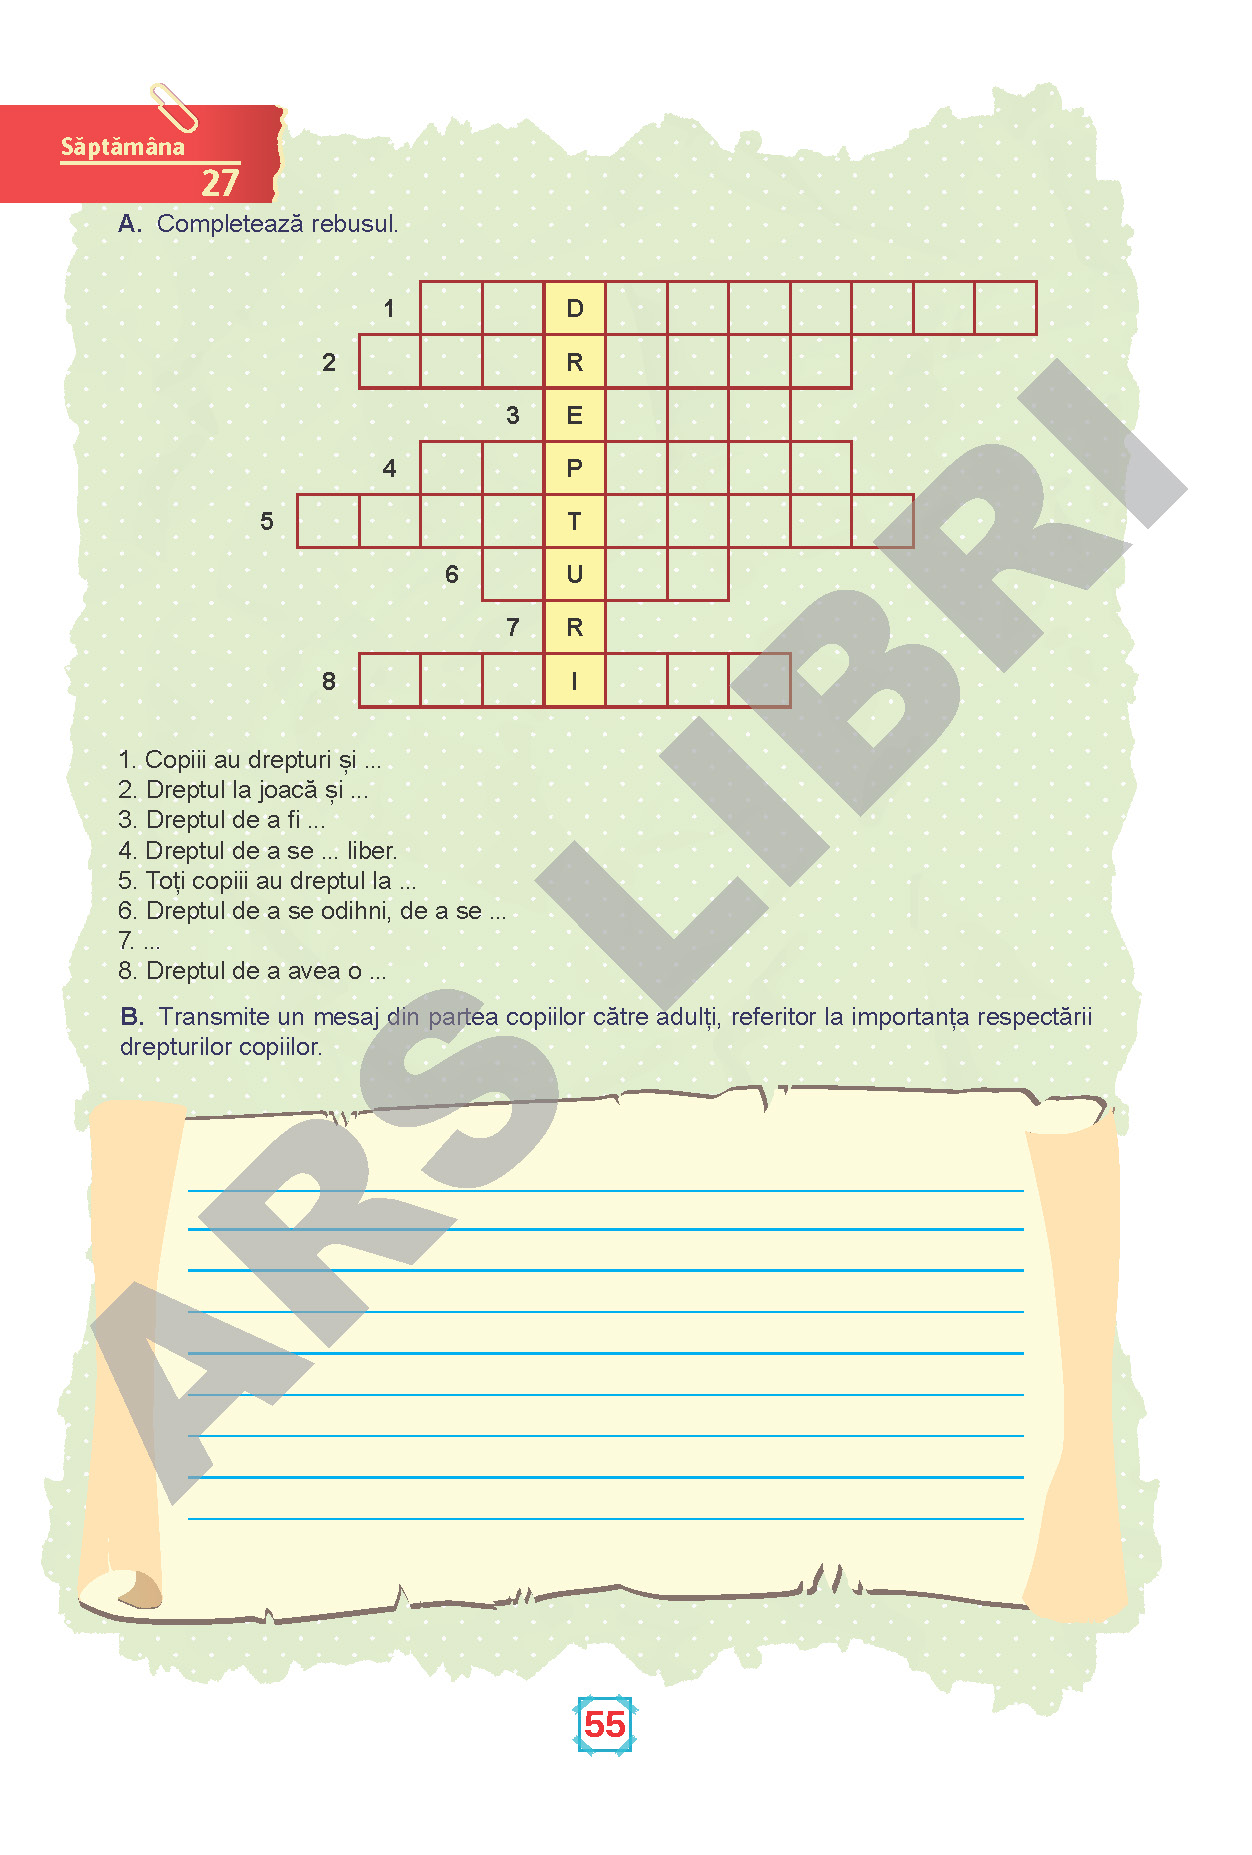 Săptămâna
27
A. Completează rebusul.
1 D
2 R
3 E
4 P
5 T
6 U
7 R
8 I
1. Copiii au drepturi și ...
2. Dreptul la joacă și ...
3. Dreptul de a fi ...
4. Dreptul de a se ... liber.
5. Toți copiii au dreptul la ...
6. Dreptul de a se odihni, de a se ...
7. ...
8. Dreptul de a avea o ...
B. Transmite un mesaj din partea copiilor către adulți, referitor la importanța respectării
drepturilor copiilor.
ARS LIBRI
55